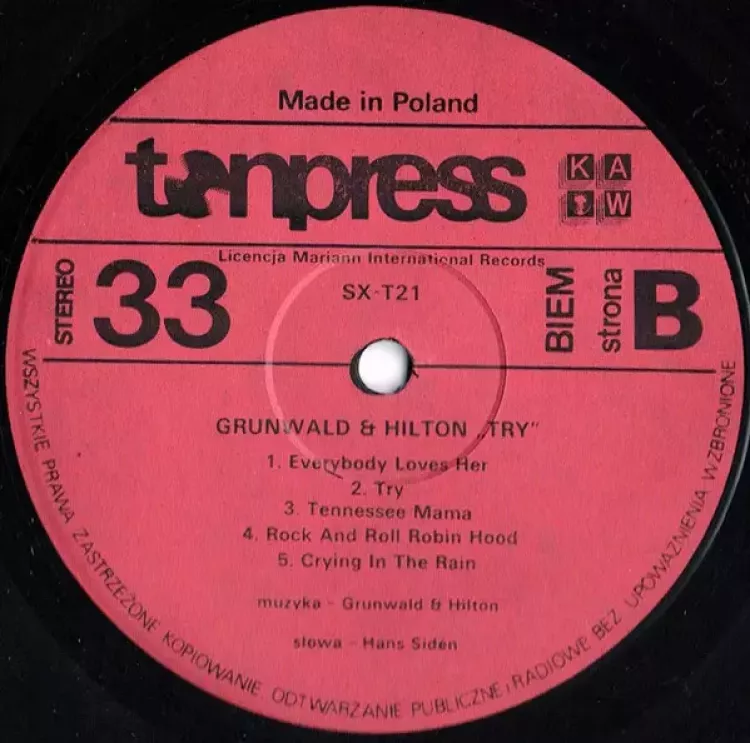 Made in Poland
tonpress
KA
W
Licencja Mariann International Records
STEREO
33
SX-T21
BIEM
strona
B
GRUNWALD & HILTON „TRY"
1. Everybody Loves Her
2. Try
3. Tennessee Mama
4. Rock And Roll Robin Hood
5. Crying In The Rain
muzyka - Grunwald & Hilton
słowa - Hans Siden
WSZYSTKIE PRAWA ZASTRZEŻONE KOPIOWANIE, ODTWARZANIE PUBLICZNE I RADIOWE BEZ UPOWAŻNIENIA WZBRONIONE